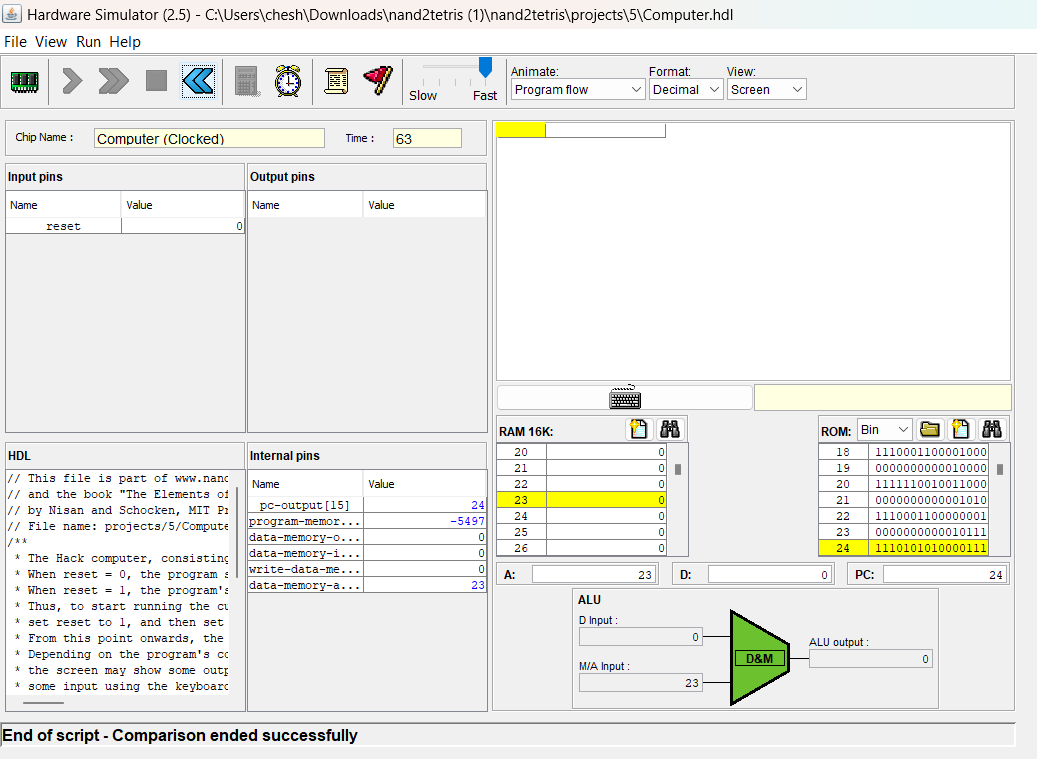 Hardware Simulator (2.5) - C:\Users\chesh\Downloads\nand2tetris (1)\nand2tetris\projects\5\Computer.hdl
File View Run Help
Slow Fast
Animate: Format: View:
Program flow Decimal Screen
Chip Name : Computer (Clocked) Time : 63
Input pins
Name Value
reset 0
Output pins
Name Value
HDL
// This file is part of www.nand
// and the book "The Elements of
// by Nisan and Schocken, MIT Pr
// File name: projects/5/Compute
/**
* The Hack computer, consisting
* When reset = 0, the program s
* When reset = 1, the program's
* Thus, to start running the cu
* set reset to 1, and then set
* From this point onwards, the
* Depending on the program's co
* the screen may show some outp
* some input using the keyboard
Internal pins
Name Value
pc-output[15] 24
program-memor... -5497
data-memory-o... 0
data-memory-i... 0
write-data-me... 0
data-memory-a... 23
RAM 16K:
20 0
21 0
22 0
23 0
24 0
25 0
26 0
ROM: Bin
18 1110001100001000
19 0000000000010000
20 1111110010011000
21 0000000000001010
22 1110001100000001
23 0000000000010111
24 1110101010000111
A: 23 D: 0 PC: 24
ALU
D Input :
0
M/A Input :
23
D&M
ALU output :
0
End of script - Comparison ended successfully